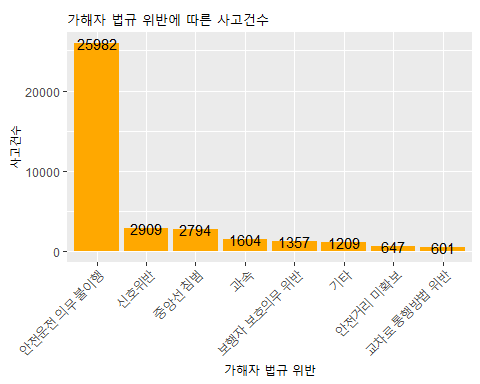 가해자 법규 위반에 따른 사고건수
사고건수
20000
10000
0
25982
2909
2794
1604
1357
1209
647
601
안전운전 의무 불이행
신호위반
중앙선 침범
과속
보행자 보호의무 위반
기타
안전거리 미확보
교차로 통행방법 위반
가해자 법규 위반